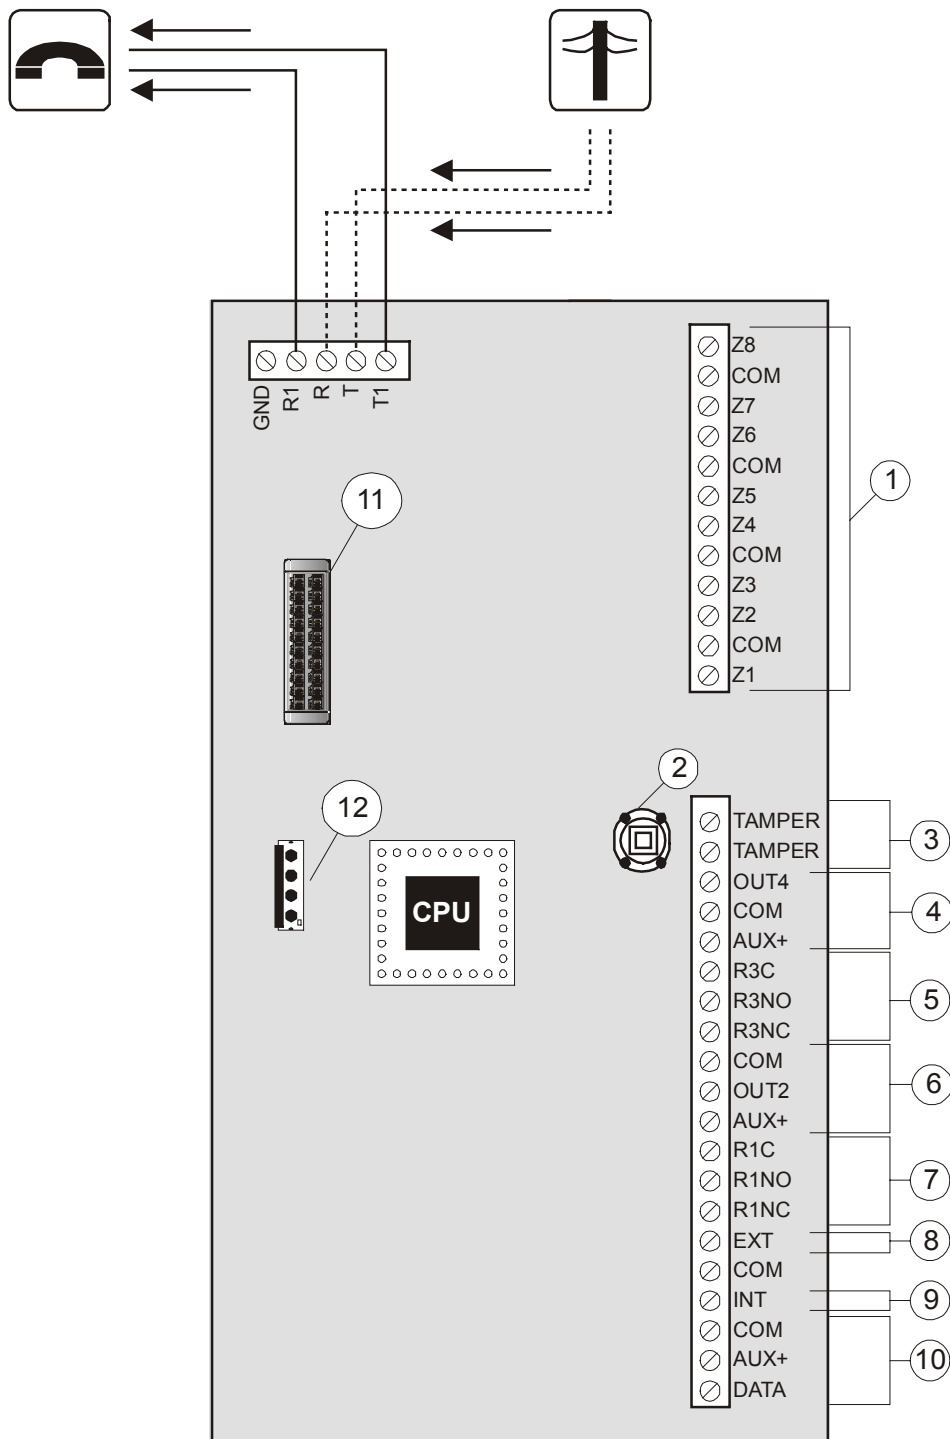 GND
R1
R
T
T1
Z8
COM
Z7
Z6
COM
Z5
Z4
COM
Z3
Z2
COM
Z1
1
11
2
12
CPU
TAMPER
TAMPER
3
OUT4
COM
AUX+
4
R3C
R3NO
R3NC
5
COM
OUT2
AUX+
6
R1C
R1NO
R1NC
7
EXT
8
COM
INT
9
COM
AUX+
DATA
10